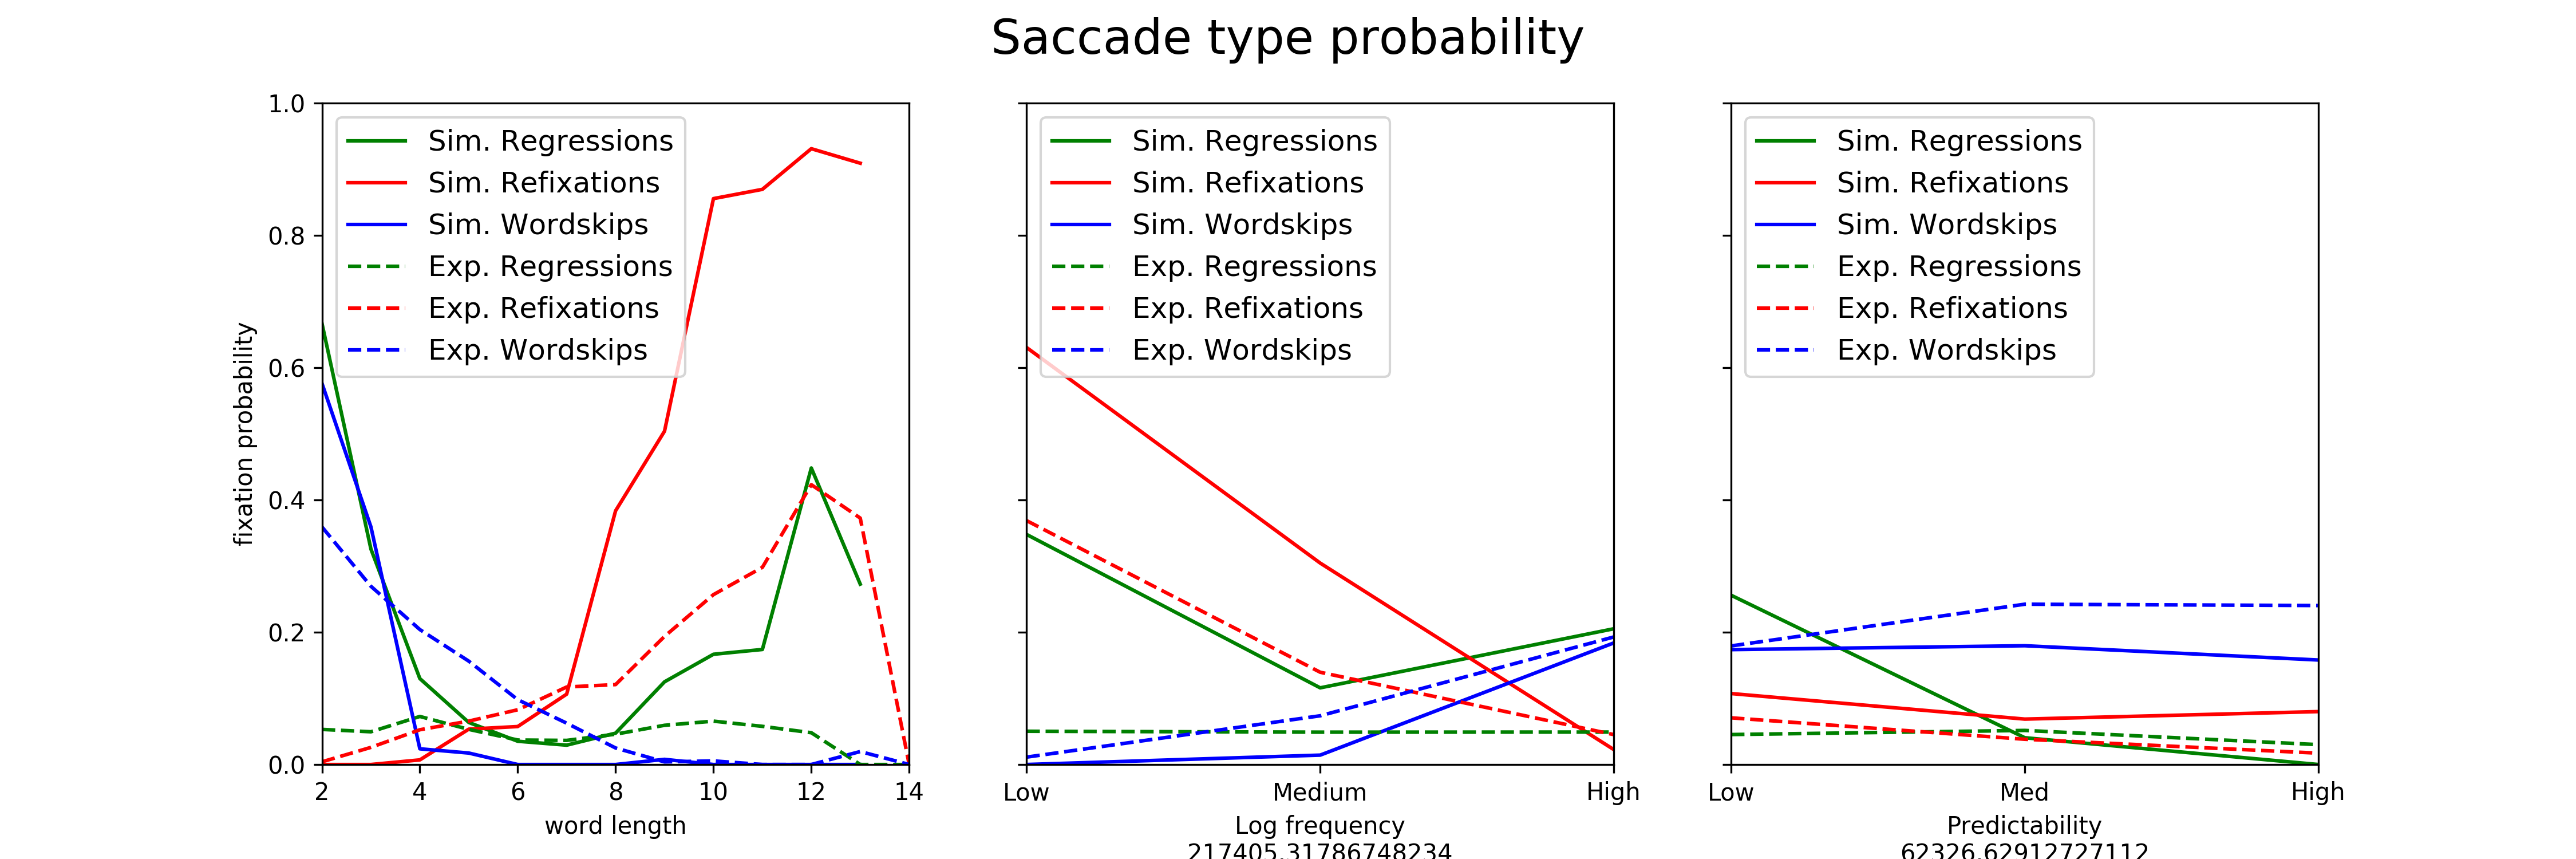 Saccade type probability
fixation probability
1.0
0.8
0.6
0.4
0.2
0.0
Sim. Regressions
Sim. Refixations
Sim. Wordskips
Exp. Regressions
Exp. Refixations
Exp. Wordskips
2 4 6 8 10 12 14
word length
Sim. Regressions
Sim. Refixations
Sim. Wordskips
Exp. Regressions
Exp. Refixations
Exp. Wordskips
Low Medium High
Log frequency
217405.31786748234
Sim. Regressions
Sim. Refixations
Sim. Wordskips
Exp. Regressions
Exp. Refixations
Exp. Wordskips
Low Med High
Predictability
62326.62912727112